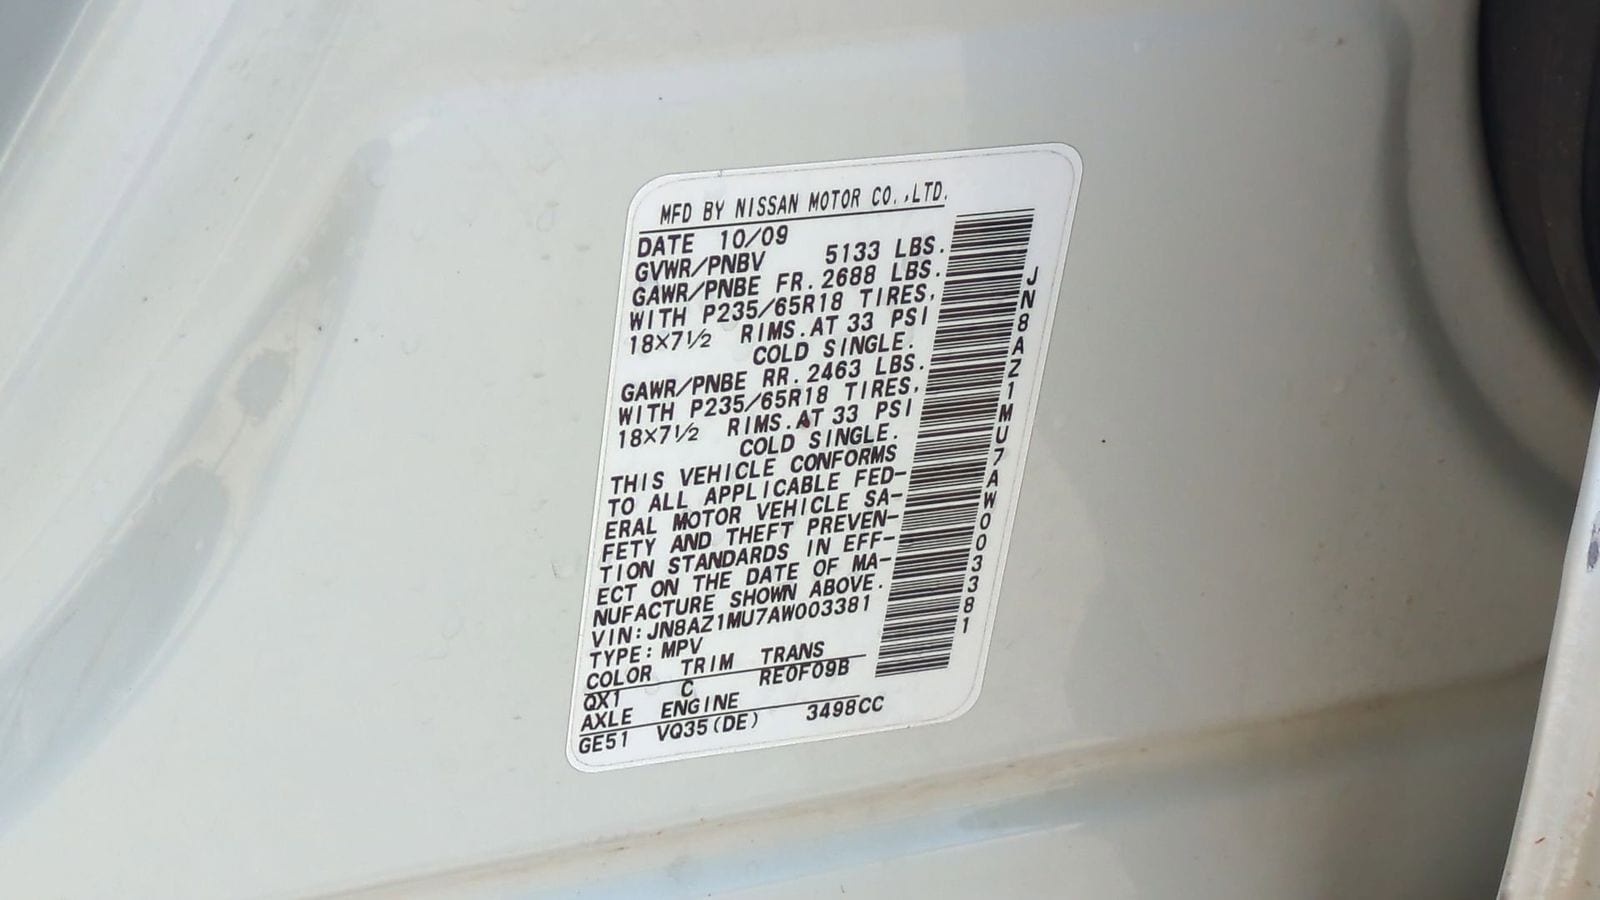 MFD BY NISSAN MOTOR CO.,LTD.
DATE 10/09
GVWR/PNBV 5133 LBS.
GAWR/PNBE FR. 2688 LBS.
WITH P235/65R18 TIRES,
18×7½ RIMS. AT 33 PSI
COLD SINGLE.
GAWR/PNBE RR. 2463 LBS.
WITH P235/65R18 TIRES,
18×7½ RIMS. AT 33 PSI
COLD SINGLE.
THIS VEHICLE CONFORMS
TO ALL APPLICABLE FED-
ERAL MOTOR VEHICLE SA-
FETY AND THEFT PREVEN-
TION STANDARDS IN EFF-
ECT ON THE DATE OF MA-
NUFACTURE SHOWN ABOVE.
VIN: JN8AZ1MU7AW003381
TYPE: MPV
COLOR TRIM TRANS
QX1 C RE0F09B
AXLE ENGINE
GE51 VQ35(DE) 3498CC
JN8AZ1MU7AW003381